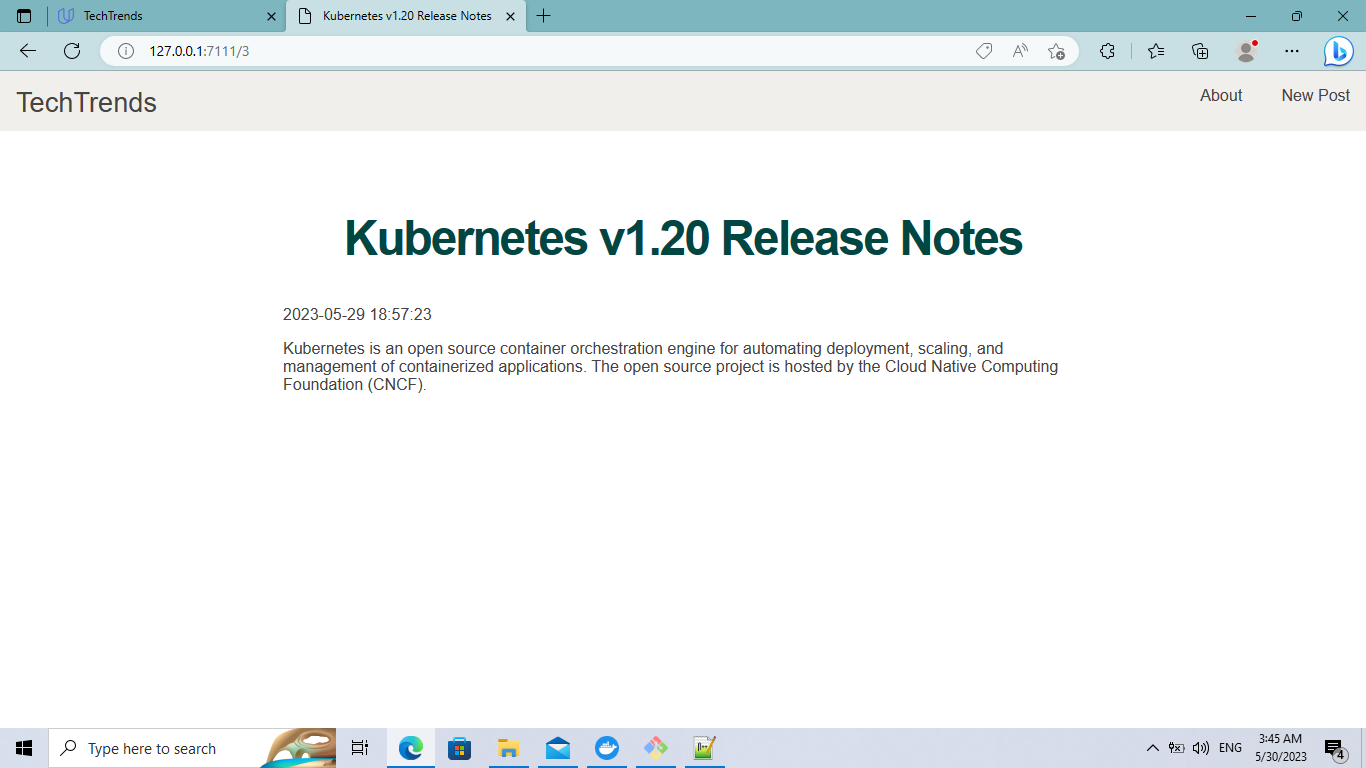 TechTrends
Kubernetes v1.20 Release Notes
127.0.0.1:7111/3
TechTrends
About
New Post
Kubernetes v1.20 Release Notes
2023-05-29 18:57:23
Kubernetes is an open source container orchestration engine for automating deployment, scaling, and
management of containerized applications. The open source project is hosted by the Cloud Native Computing
Foundation (CNCF).
Type here to search
ENG
3:45 AM
5/30/2023
4